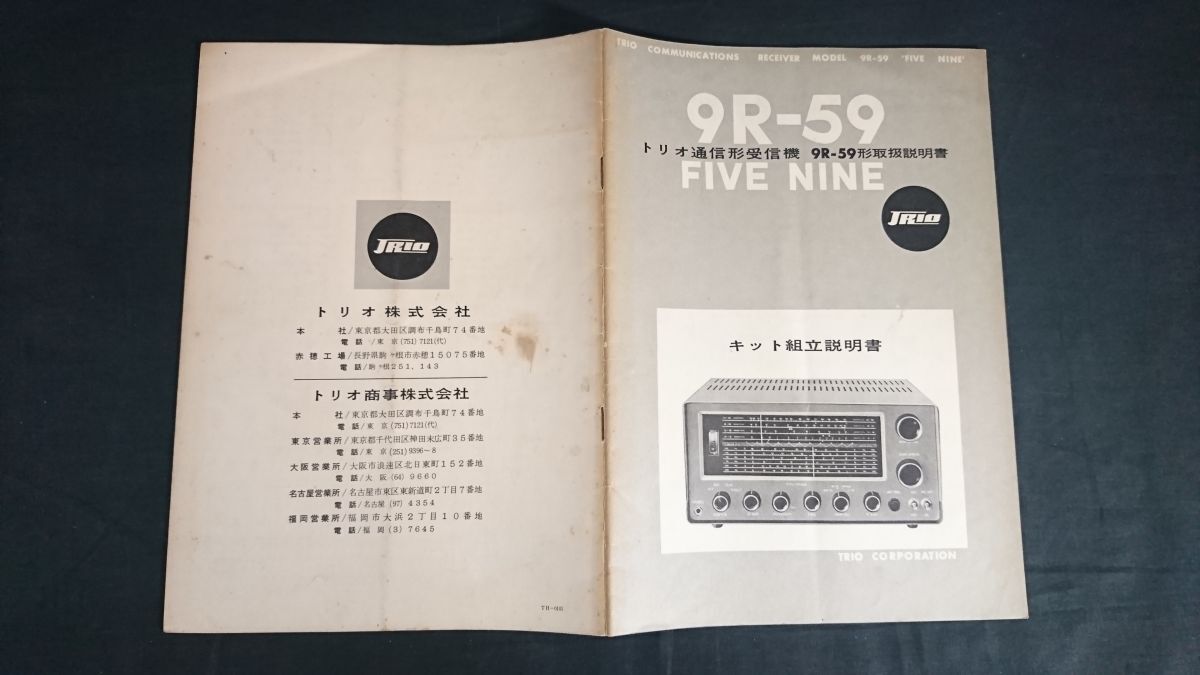 TRIO
トリオ株式会社
本 社/東京都大田区調布千鳥町74番地
電 話/東 京(751)7121(代)
赤穂工場/長野県駒ヶ根市赤穂15075番地
電 話/駒ヶ根251、143
トリオ商事株式会社
本 社/東京都大田区調布千鳥町74番地
電 話/東 京(751)7121(代)
東京営業所/東京都千代田区神田末広町35番地
電 話/東 京(251)9396~8
大阪営業所/大阪市浪速区北日東町152番地
電 話/大 阪(64)9660
名古屋営業所/名古屋市東区東新道町2丁目7番地
電 話/名古屋(97)4354
福岡営業所/福岡市大浜2丁目10番地
電 話/福 岡(3)7645
TRIO COMMUNICATIONS RECEIVER MODEL 9R-59 "FIVE NINE"
9R-59
トリオ通信形受信機 9R-59形取扱説明書
FIVE NINE
TRIO
キット組立説明書
TRIO CORPORATION